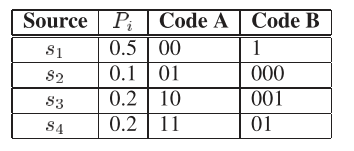 Source P_i Code A Code B
s_1 0.5 00 1
s_2 0.1 01 000
s_3 0.2 10 001
s_4 0.2 11 01